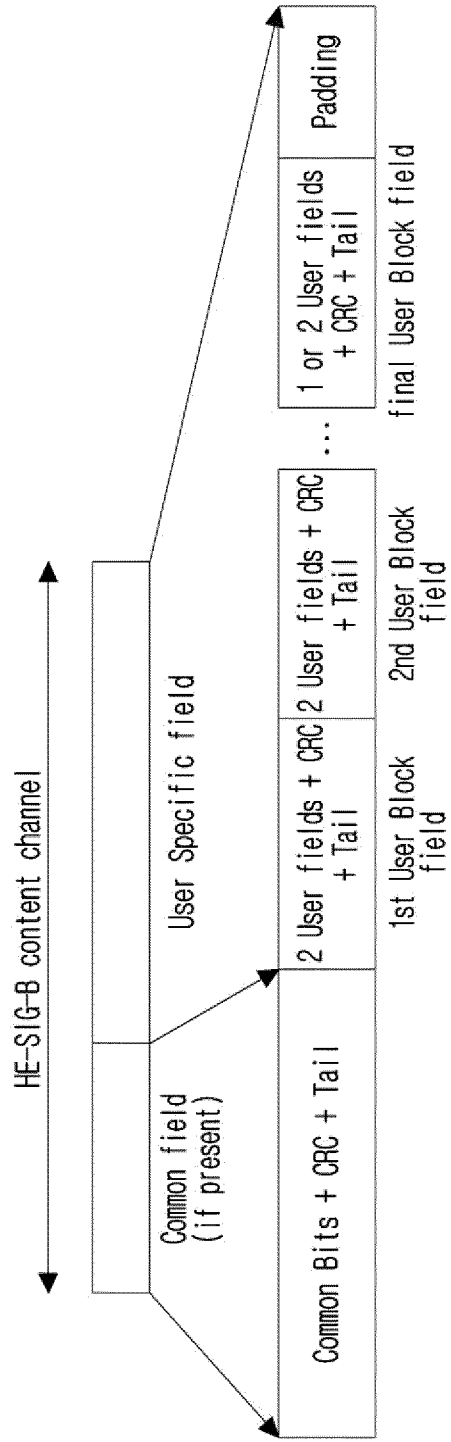 HE-SIG-B content channel
Common field
(if present)
User Specific field
Common Bits + CRC + Tail
2 User fields + CRC
+ Tail
2 User fields + CRC
+ Tail
...
1 or 2 User fields
+ CRC + Tail
Padding
1st User Block
field
2nd User Block
field
final User Block field